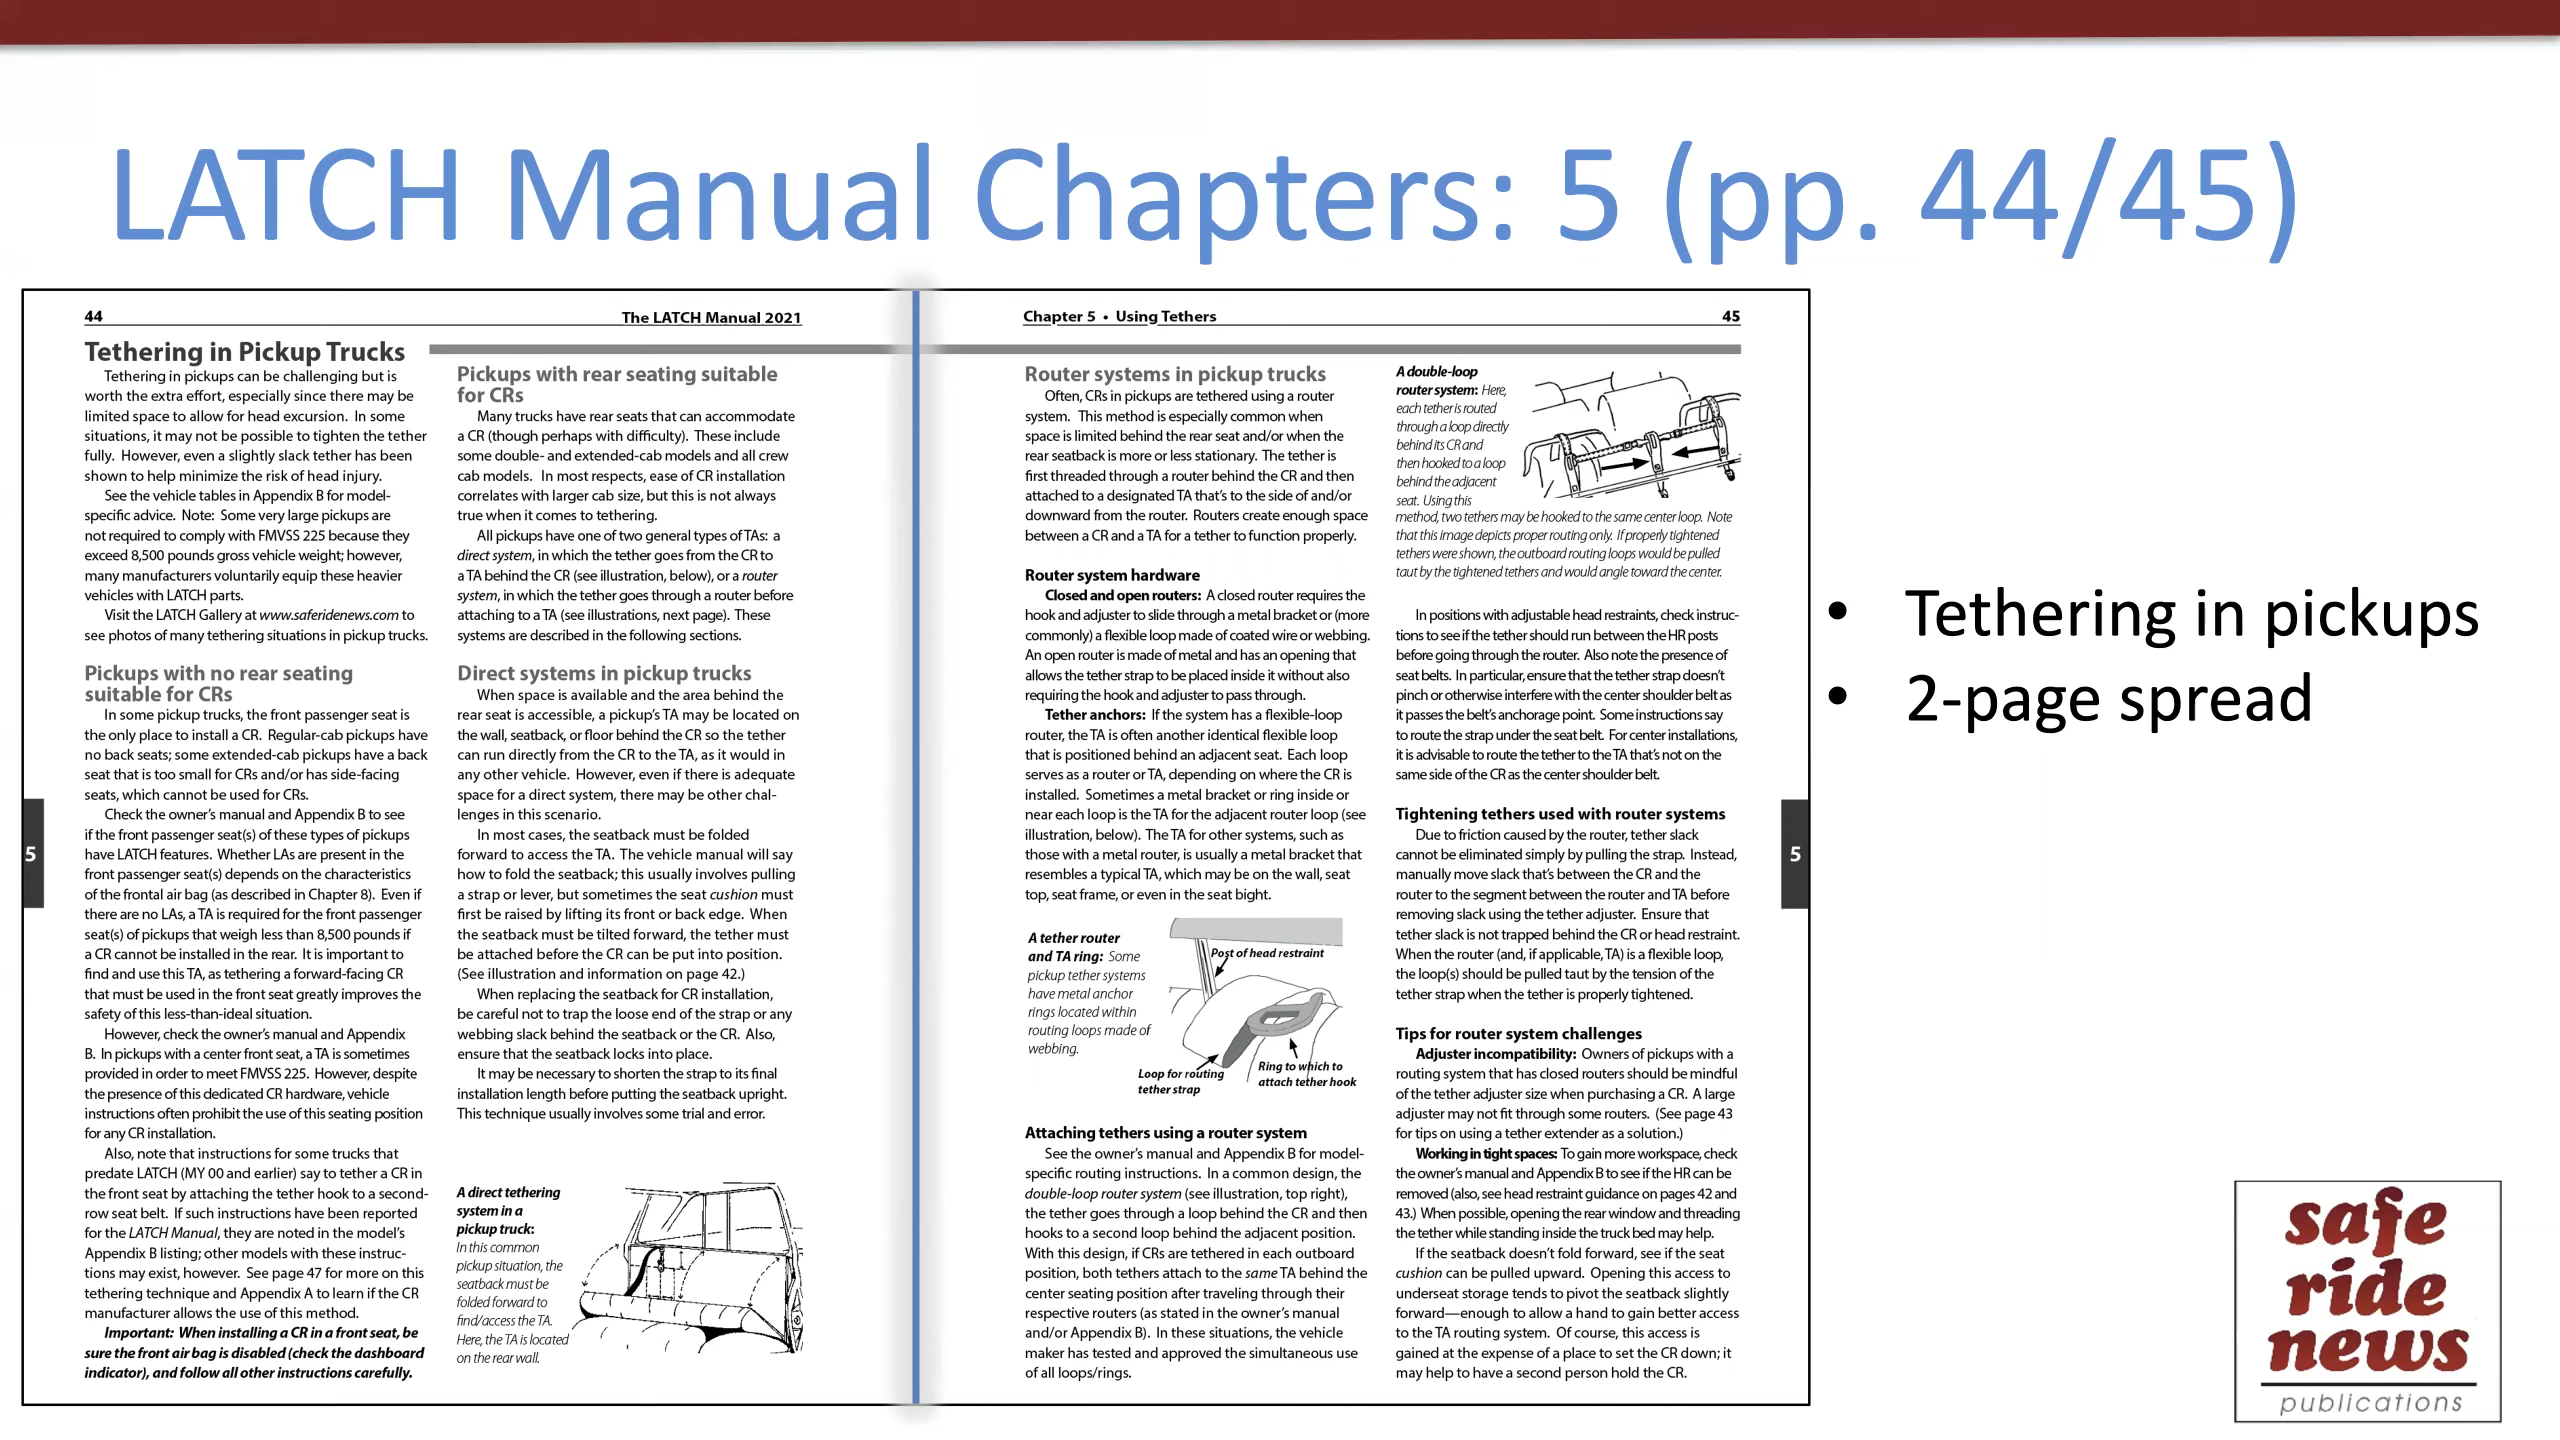 LATCH Manual Chapters: 5 (pp. 44/45)
44
The LATCH Manual 2021
Tethering in Pickup Trucks
Tethering in pickups can be challenging but is
worth the extra effort, especially since there may be
limited space to allow for head excursion. In some
situations, it may not be possible to tighten the tether
fully. However, even a slightly slack tether has been
shown to help minimize the risk of head injury.
See the vehicle tables in Appendix B for model-
specific advice. Note: Some very large pickups are
not required to comply with FMVSS 225 because they
exceed 8,500 pounds gross vehicle weight; however,
many manufacturers voluntarily equip these heavier
vehicles with LATCH parts.
Visit the LATCH Gallery at www.saferidenews.com to
see photos of many tethering situations in pickup trucks.
Pickups with no rear seating
suitable for CRs
In some pickup trucks, the front passenger seat is
the only place to install a CR. Regular-cab pickups have
no back seats; some extended-cab pickups have a back
seat that is too small for CRs and/or has side-facing
seats, which cannot be used for CRs.
Check the owner's manual and Appendix B to see
if the front passenger seat(s) of these types of pickups
have LATCH features. Whether LAs are present in the
front passenger seat(s) depends on the characteristics
of the frontal air bag (as described in Chapter 8). Even if
there are no LAs, a TA is required for the front passenger
seat(s) of pickups that weigh less than 8,500 pounds if
a CR cannot be installed in the rear. It is important to
find and use this TA, as tethering a forward-facing CR
that must be used in the front seat greatly improves the
safety of this less-than-ideal situation.
However, check the owner's manual and Appendix
B. In pickups with a center front seat, a TA is sometimes
provided in order to meet FMVSS 225. However, despite
the presence of this dedicated CR hardware, vehicle
instructions often prohibit the use of this seating position
for any CR installation.
Also, note that instructions for some trucks that
predate LATCH (MY 00 and earlier) say to tether a CR in
the front seat by attaching the tether hook to a second-
row seat belt. If such instructions have been reported
for the LATCH Manual, they are noted in the model's
Appendix B listing; other models with these instruc-
tions may exist, however. See page 47 for more on this
tethering technique and Appendix A to learn if the CR
manufacturer allows the use of this method.
Important: When installing a CR in a front seat, be
sure the front air bag is disabled (check the dashboard
indicator), and follow all other instructions carefully.
Pickups with rear seating suitable
for CRs
Many trucks have rear seats that can accommodate
a CR (though perhaps with difficulty). These include
some double- and extended-cab models and all crew
cab models. In most respects, ease of CR installation
correlates with larger cab size, but this is not always
true when it comes to tethering.
All pickups have one of two general types of TAs: a
direct system, in which the tether goes from the CR to
a TA behind the CR (see illustration, below), or a router
system, in which the tether goes through a router before
attaching to a TA (see illustrations, next page). These
systems are described in the following sections.
Direct systems in pickup trucks
When space is available and the area behind the
rear seat is accessible, a pickup's TA may be located on
the wall, seatback, or floor behind the CR so the tether
can run directly from the CR to the TA, as it would in
any other vehicle. However, even if there is adequate
space for a direct system, there may be other chal-
lenges in this scenario.
In most cases, the seatback must be folded
forward to access the TA. The vehicle manual will say
how to fold the seatback; this usually involves pulling
a strap or lever, but sometimes the seat cushion must
first be raised by lifting its front or back edge. When
the seatback must be tilted forward, the tether must
be attached before the CR can be put into position.
(See illustration and information on page 42.)
When replacing the seatback for CR installation,
be careful not to trap the loose end of the strap or any
webbing slack behind the seatback or the CR. Also,
ensure that the seatback locks into place.
It may be necessary to shorten the strap to its final
installation length before putting the seatback upright.
This technique usually involves some trial and error.
A direct tethering
system in a
pickup truck:
In this common
pickup situation, the
seatback must be
folded forward to
find/access the TA.
Here, the TA is located
on the rear wall.
5
Chapter 5 • Using Tethers
45
Router systems in pickup trucks
Often, CRs in pickups are tethered using a router
system. This method is especially common when
space is limited behind the rear seat and/or when the
rear seatback is more or less stationary. The tether is
first threaded through a router behind the CR and then
attached to a designated TA that's to the side of and/or
downward from the router. Routers create enough space
between a CR and a TA for a tether to function properly.
Router system hardware
Closed and open routers: A closed router requires the
hook and adjuster to slide through a metal bracket or (more
commonly) a flexible loop made of coated wire or webbing.
An open router is made of metal and has an opening that
allows the tether strap to be placed inside it without also
requiring the hook and adjuster to pass through.
Tether anchors: If the system has a flexible-loop
router, the TA is often another identical flexible loop
that is positioned behind an adjacent seat. Each loop
serves as a router or TA, depending on where the CR is
installed. Sometimes a metal bracket or ring inside or
near each loop is the TA for the adjacent router loop (see
illustration, below). The TA for other systems, such as
those with a metal router, is usually a metal bracket that
resembles a typical TA, which may be on the wall, seat
top, seat frame, or even in the seat bight.
A tether router
and TA ring: Some
pickup tether systems
have metal anchor
rings located within
routing loops made of
webbing.
Post of head restraint
Loop for routing
tether strap
Ring to which to
attach tether hook
Attaching tethers using a router system
See the owner's manual and Appendix B for model-
specific routing instructions. In a common design, the
double-loop router system (see illustration, top right),
the tether goes through a loop behind the CR and then
hooks to a second loop behind the adjacent position.
With this design, if CRs are tethered in each outboard
position, both tethers attach to the same TA behind the
center seating position after traveling through their
respective routers (as stated in the owner's manual
and/or Appendix B). In these situations, the vehicle
maker has tested and approved the simultaneous use
of all loops/rings.
A double-loop
router system: Here,
each tether is routed
through a loop directly
behind its CR and
then hooked to a loop
behind the adjacent
seat. Using this
method, two tethers may be hooked to the same center loop. Note
that this image depicts proper routing only. If properly tightened
tethers were shown, the outboard routing loops would be pulled
taut by the tightened tethers and would angle toward the center.
In positions with adjustable head restraints, check instruc-
tions to see if the tether should run between the HR posts
before going through the router. Also note the presence of
seat belts. In particular, ensure that the tether strap doesn't
pinch or otherwise interfere with the center shoulder belt as
it passes the belt's anchorage point. Some instructions say
to route the strap under the seat belt. For center installations,
it is advisable to route the tether to the TA that's not on the
same side of the CR as the center shoulder belt.
Tightening tethers used with router systems
Due to friction caused by the router, tether slack
cannot be eliminated simply by pulling the strap. Instead,
manually move slack that's between the CR and the
router to the segment between the router and TA before
removing slack using the tether adjuster. Ensure that
tether slack is not trapped behind the CR or head restraint.
When the router (and, if applicable, TA) is a flexible loop,
the loop(s) should be pulled taut by the tension of the
tether strap when the tether is properly tightened.
Tips for router system challenges
Adjuster incompatibility: Owners of pickups with a
routing system that has closed routers should be mindful
of the tether adjuster size when purchasing a CR. A large
adjuster may not fit through some routers. (See page 43
for tips on using a tether extender as a solution.)
Working in tight spaces: To gain more workspace, check
the owner's manual and Appendix B to see if the HR can be
removed (also, see head restraint guidance on pages 42 and
43.) When possible, opening the rear window and threading
the tether while standing inside the truck bed may help.
If the seatback doesn't fold forward, see if the seat
cushion can be pulled upward. Opening this access to
underseat storage tends to pivot the seatback slightly
forward—enough to allow a hand to gain better access
to the TA routing system. Of course, this access is
gained at the expense of a place to set the CR down; it
may help to have a second person hold the CR.
5
• Tethering in pickups
• 2-page spread
safe
ride
news
publications